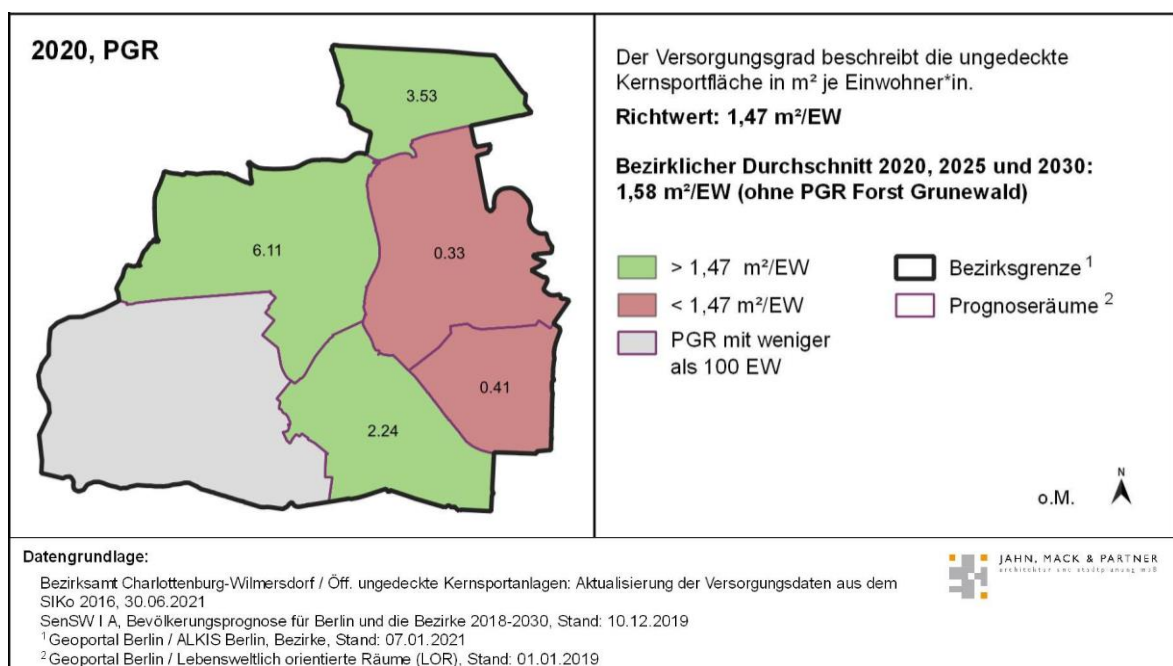 2020, PGR
3.53
6.11
0.33
0.41
2.24
Der Versorgungsgrad beschreibt die ungedeckte
Kernsportfläche in m² je Einwohner*in.
Richtwert: 1,47 m²/EW
Bezirklicher Durchschnitt 2020, 2025 und 2030:
1,58 m²/EW (ohne PGR Forst Grunewald)
> 1,47 m²/EW
< 1,47 m²/EW
PGR mit weniger
als 100 EW
Bezirksgrenze ¹
Prognoseräume ²
o.M.
N
Datengrundlage:
Bezirksamt Charlottenburg-Wilmersdorf / Öff. ungedeckte Kernsportanlagen: Aktualisierung der Versorgungsdaten aus dem
SIKo 2016, 30.06.2021
SenSW I A, Bevölkerungsprognose für Berlin und die Bezirke 2018-2030, Stand: 10.12.2019
¹ Geoportal Berlin / ALKIS Berlin, Bezirke, Stand: 07.01.2021
² Geoportal Berlin / Lebensweltlich orientierte Räume (LOR), Stand: 01.01.2019
JAHN, MACK & PARTNER
architektur und stadtplanung mbB